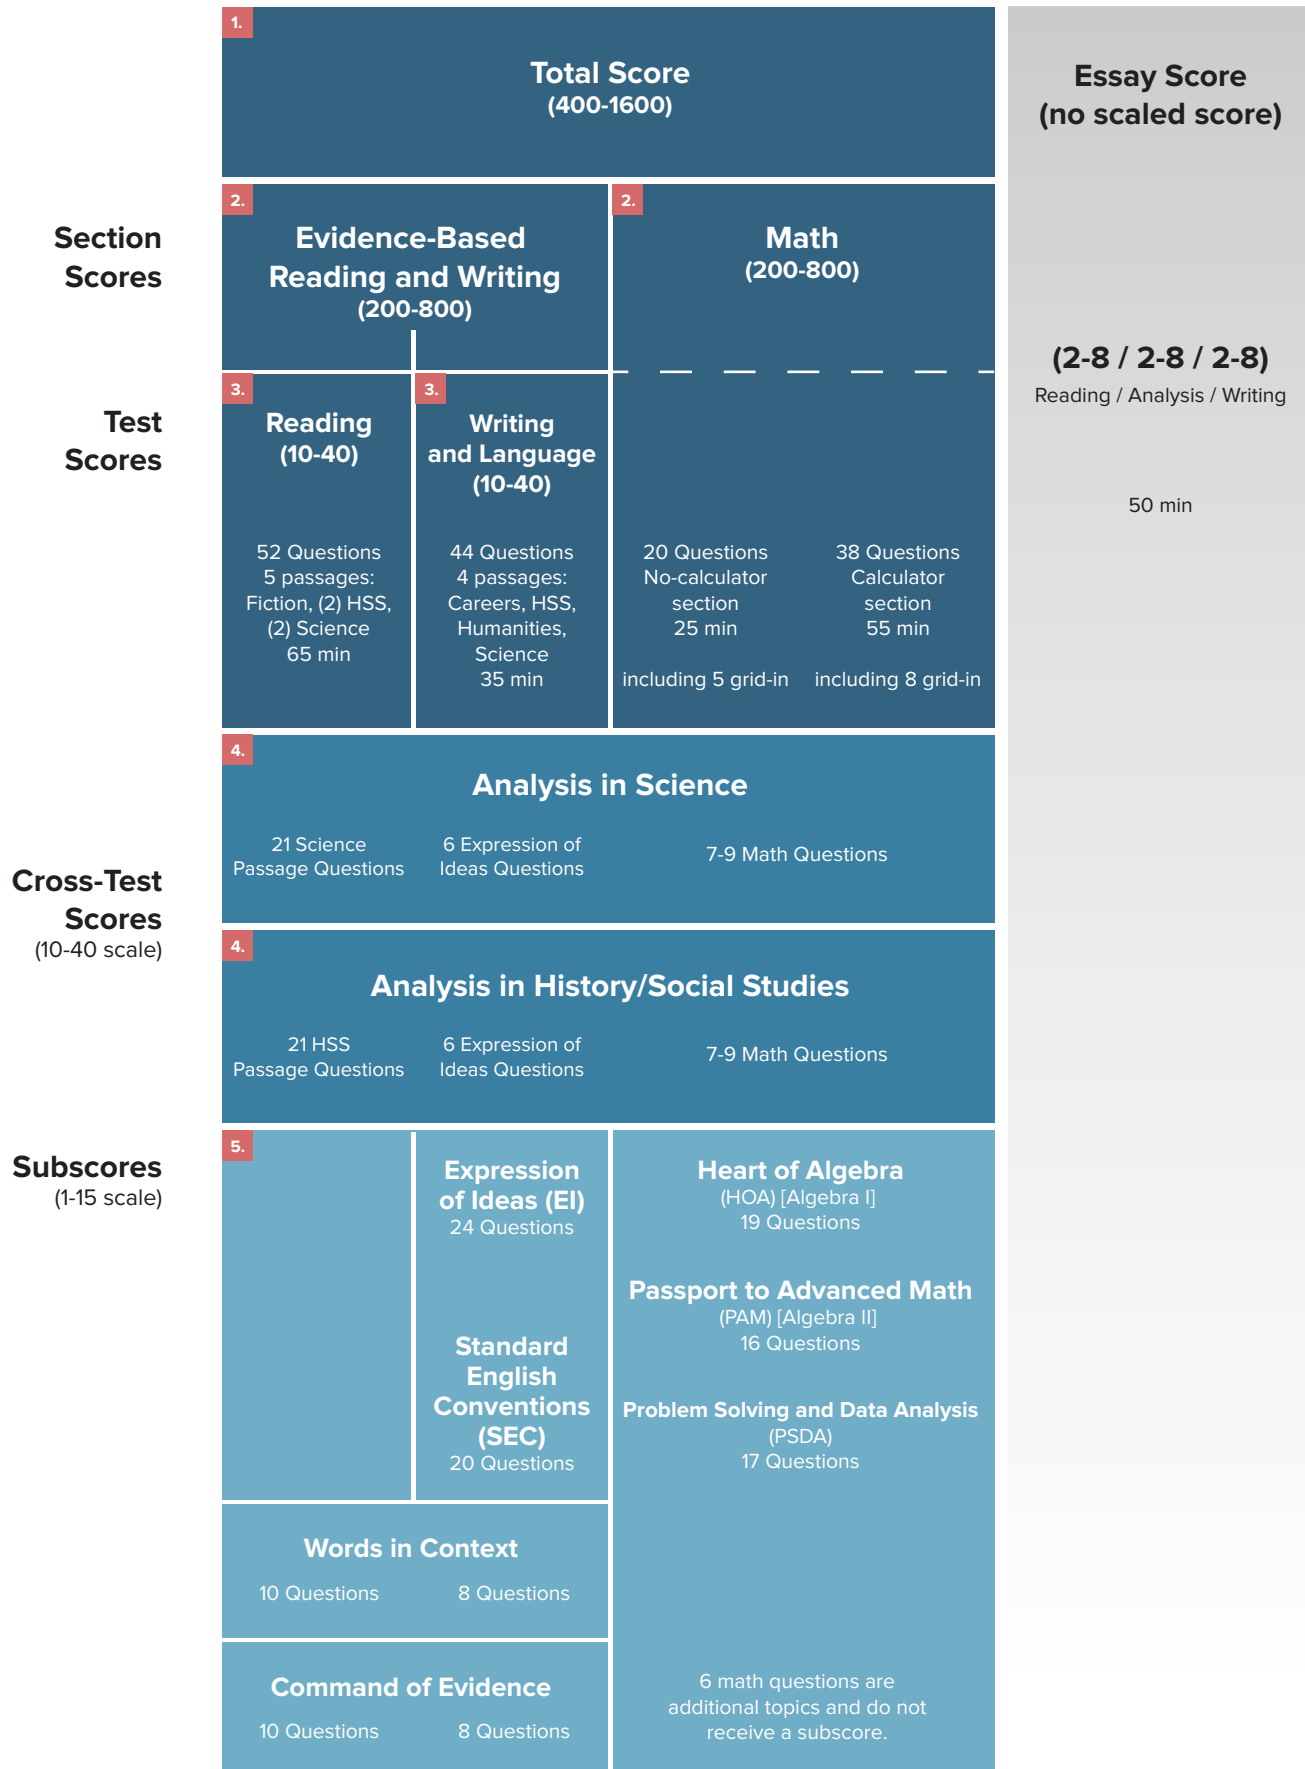 1.
Total Score
(400-1600)
Essay Score
(no scaled score)
Section
Scores
2.
Evidence-Based
Reading and Writing
(200-800)
2.
Math
(200-800)
(2-8 / 2-8 / 2-8)
Reading / Analysis / Writing
50 min
Test
Scores
3.
Reading
(10-40)
52 Questions
5 passages:
Fiction, (2) HSS,
(2) Science
65 min
3.
Writing
and Language
(10-40)
44 Questions
4 passages:
Careers, HSS,
Humanities,
Science
35 min
20 Questions
No-calculator
section
25 min
including 5 grid-in
38 Questions
Calculator
section
55 min
including 8 grid-in
Cross-Test
Scores
(10-40 scale)
4.
Analysis in Science
21 Science
Passage Questions
6 Expression of
Ideas Questions
7-9 Math Questions
4.
Analysis in History/Social Studies
21 HSS
Passage Questions
6 Expression of
Ideas Questions
7-9 Math Questions
Subscores
(1-15 scale)
5.
Expression
of Ideas (EI)
24 Questions
Standard
English
Conventions
(SEC)
20 Questions
Heart of Algebra
(HOA) [Algebra I]
19 Questions
Passport to Advanced Math
(PAM) [Algebra II]
16 Questions
Problem Solving and Data Analysis
(PSDA)
17 Questions
Words in Context
10 Questions
8 Questions
Command of Evidence
10 Questions
8 Questions
6 math questions are
additional topics and do not
receive a subscore.